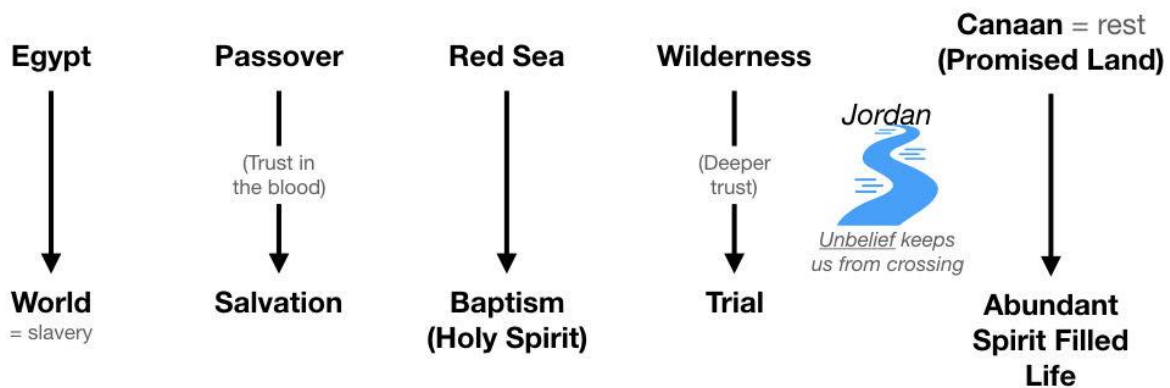 Egypt
World
= slavery
Passover
(Trust in
the blood)
Salvation
Red Sea
Baptism
(Holy Spirit)
Wilderness
(Deeper
trust)
Trial
Jordan
Unbelief keeps
us from crossing
Canaan = rest
(Promised Land)
Abundant
Spirit Filled
Life